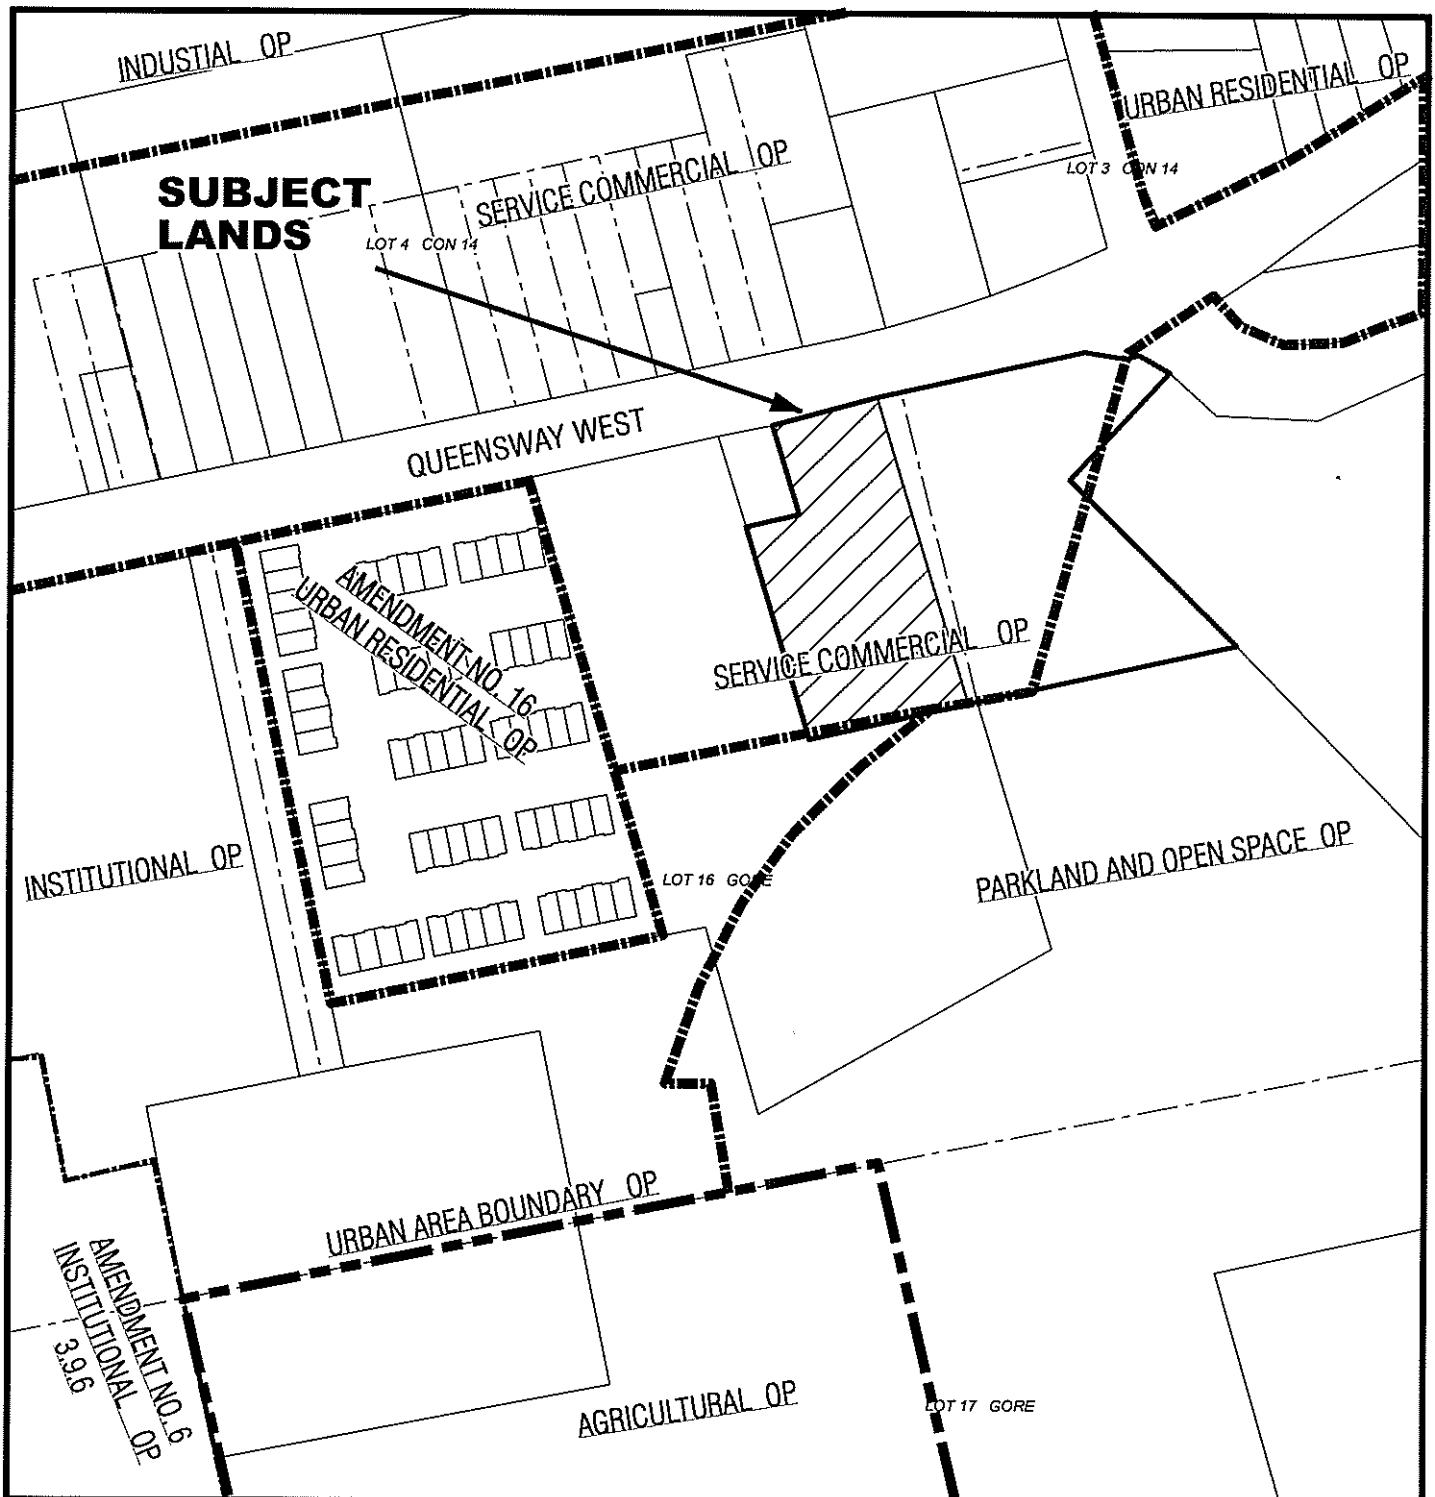 INDUSTIAL OP
URBAN RESIDENTIAL OP
SERVICE COMMERCIAL OP
LOT 3 CON 14
SUBJECT
LANDS
LOT 4 CON 14
QUEENSWAY WEST
AMENDMENT NO. 16
URBAN RESIDENTIAL OP
SERVICE COMMERCIAL OP
INSTITUTIONAL OP
LOT 16 GORE
PARKLAND AND OPEN SPACE OP
URBAN AREA BOUNDARY OP
AMENDMENT NO. 6
INSTITUTIONAL OP
3.9.6
AGRICULTURAL OP
LOT 17 GORE